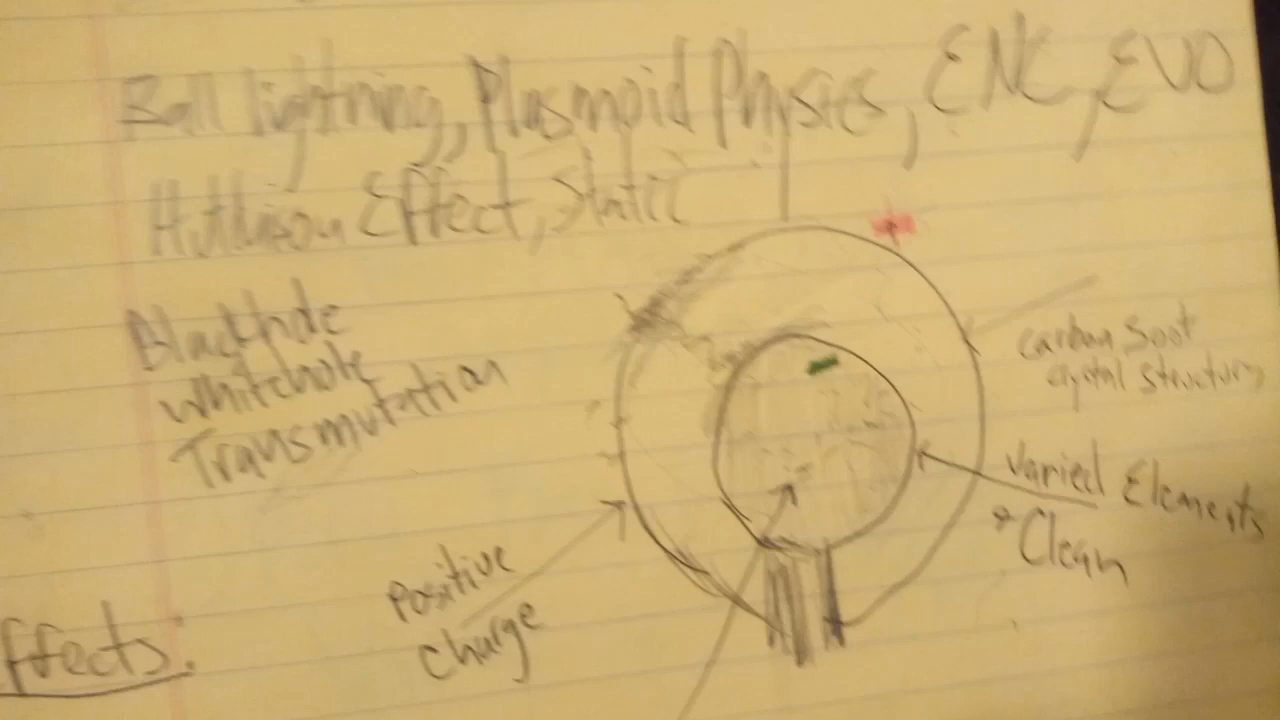 Ball lightning, Plasmoid Physics, ENC, EVO
Huthison Effect, Static
+
Blackhole
whitehole
Transmutation
carbon, Soot
crystal structure,
varied Elements
+ Clean
Positive
Charge
ffects: